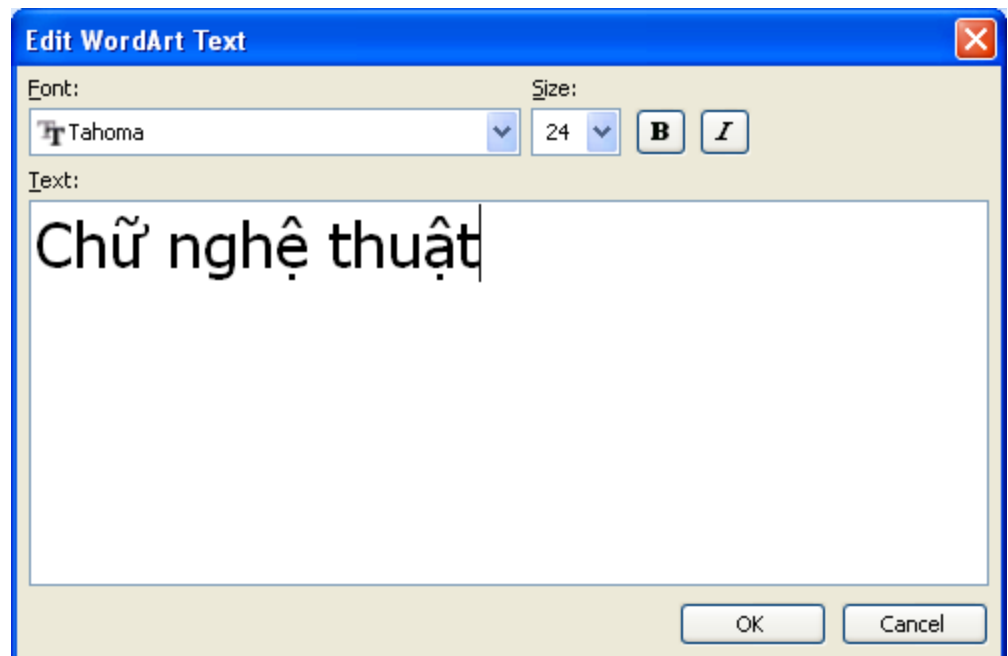 Edit WordArt Text
Font: Size:
Tahoma 24 B I
Text:
Chữ nghệ thuật
OK Cancel